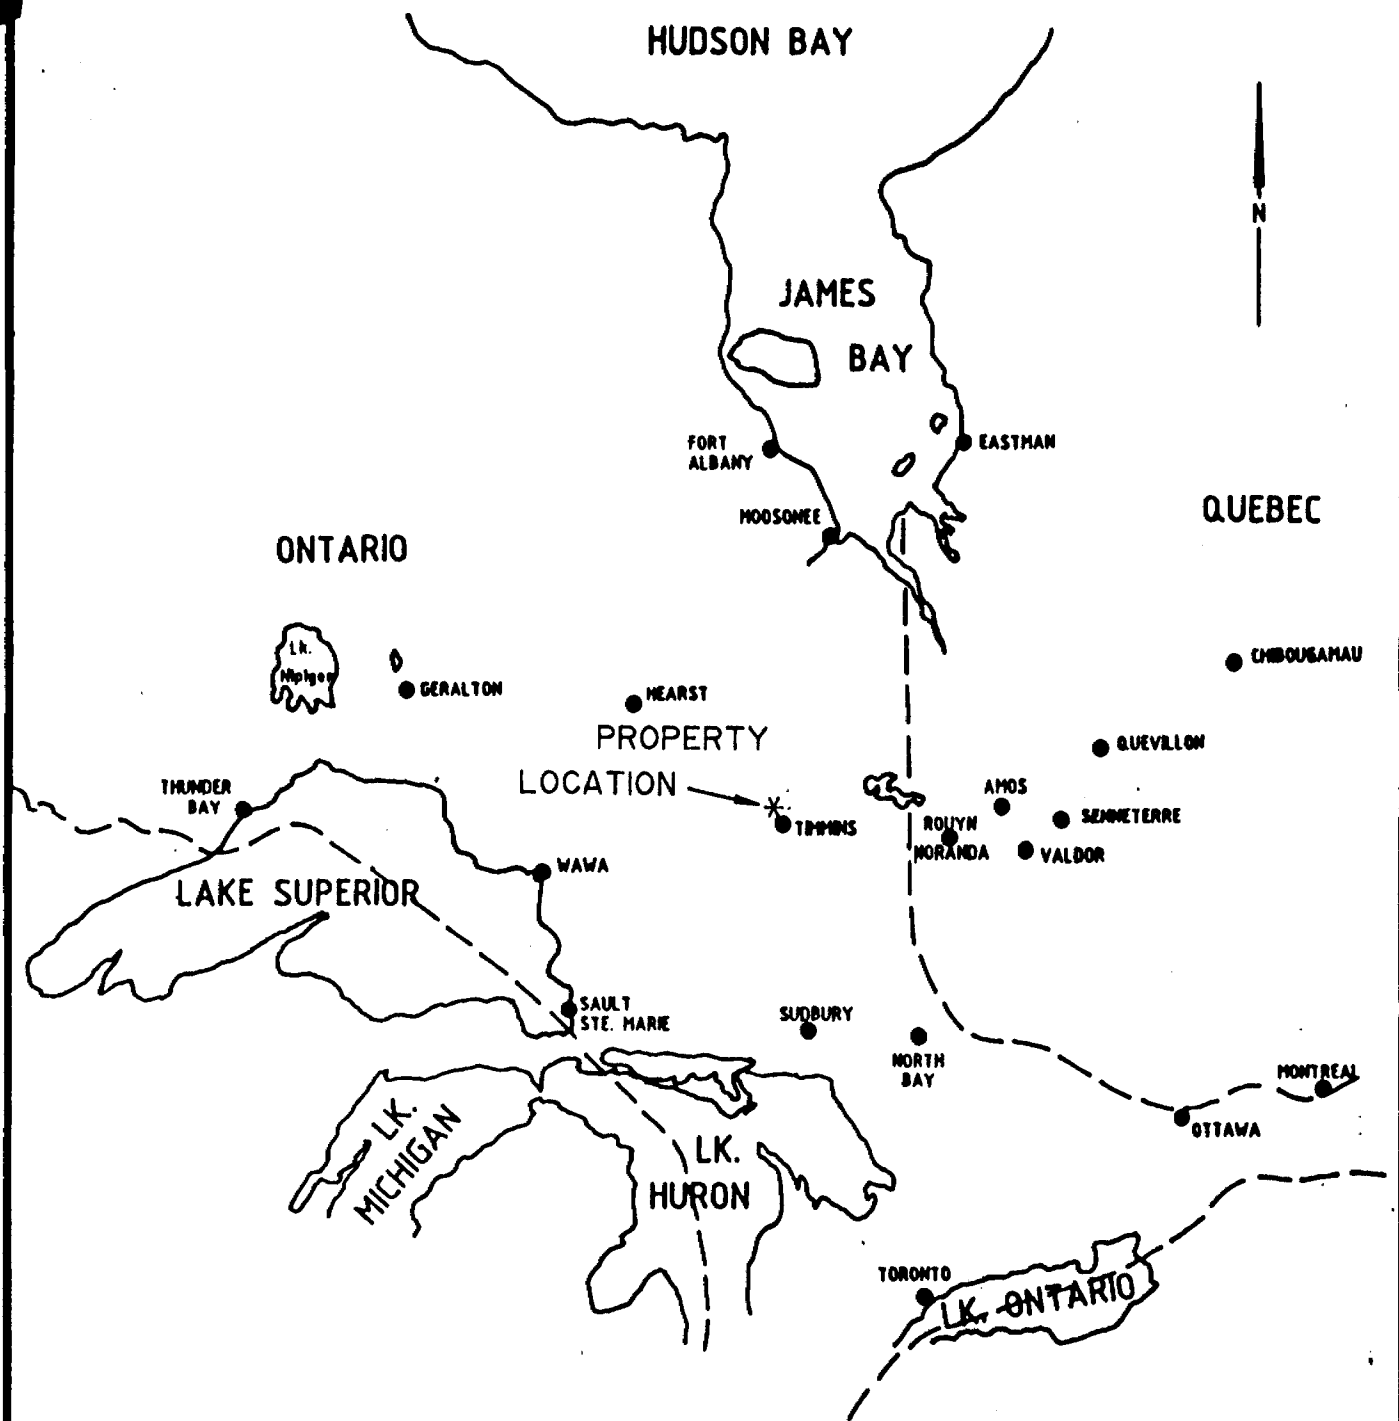 HUDSON BAY
N
JAMES
BAY
FORT
ALBANY
EASTMAN
MOOSONEE
QUEBEC
ONTARIO
Lk.
Nipigon
GERALTON
HEARST
CHIBOUGAMAU
PROPERTY
LOCATION
QUEVILLON
THUNDER
BAY
AMOS
TIMMINS
ROUYN
NORANDA
SENNETERRE
VALDOR
WAWA
LAKE SUPERIOR
SAULT
STE. MARIE
SUDBURY
NORTH
BAY
MONTREAL
OTTAWA
LK.
MICHIGAN
LK.
HURON
TORONTO
LK. ONTARIO